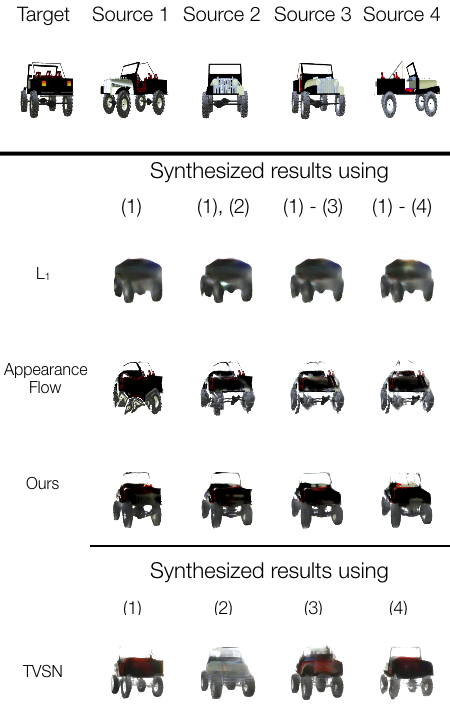 Target Source 1 Source 2 Source 3 Source 4
Synthesized results using
(1) (1), (2) (1) - (3) (1) - (4)
L₁
Appearance
Flow
Ours
Synthesized results using
(1) (2) (3) (4)
TVSN